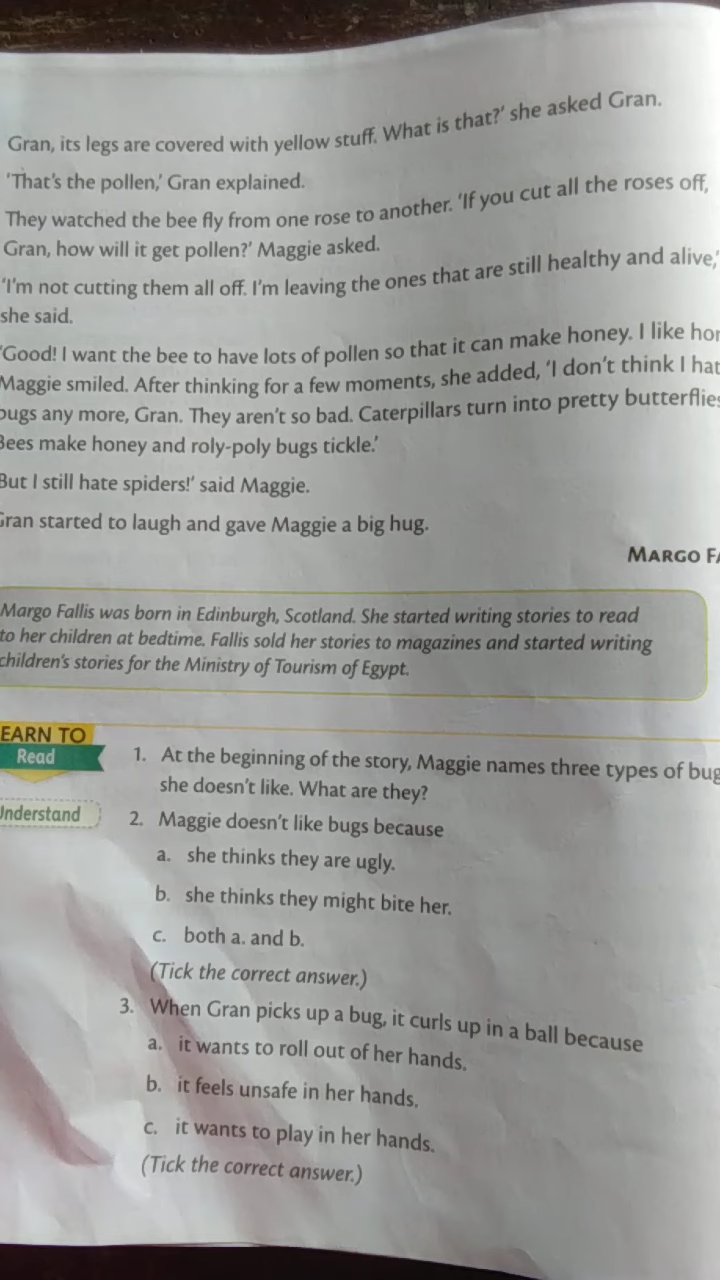 Gran, its legs are covered with yellow stuff. What is that?’ she asked Gran.
‘That’s the pollen,’ Gran explained.
They watched the bee fly from one rose to another. ‘If you cut all the roses off,
Gran, how will it get pollen?’ Maggie asked.
‘I’m not cutting them all off. I’m leaving the ones that are still healthy and alive,’
she said.
‘Good! I want the bee to have lots of pollen so that it can make honey. I like
Maggie smiled. After thinking for a few moments, she added, ‘I don’t think I
bugs any more, Gran. They aren’t so bad. Caterpillars turn into pretty butterflies
Bees make honey and roly-poly bugs tickle.’
But I still hate spiders!’ said Maggie.
Gran started to laugh and gave Maggie a big hug.
MARGO
Margo Fallis was born in Edinburgh, Scotland. She started writing stories to read
to her children at bedtime. Fallis sold her stories to magazines and started writing
children’s stories for the Ministry of Tourism of Egypt.
EARN TO
Read
Understand
1. At the beginning of the story, Maggie names three types of bug
she doesn’t like. What are they?
2. Maggie doesn’t like bugs because
a. she thinks they are ugly.
b. she thinks they might bite her.
c. both a. and b.
(Tick the correct answer.)
3. When Gran picks up a bug, it curls up in a ball because
a. it wants to roll out of her hands.
b. it feels unsafe in her hands.
c. it wants to play in her hands.
(Tick the correct answer.)